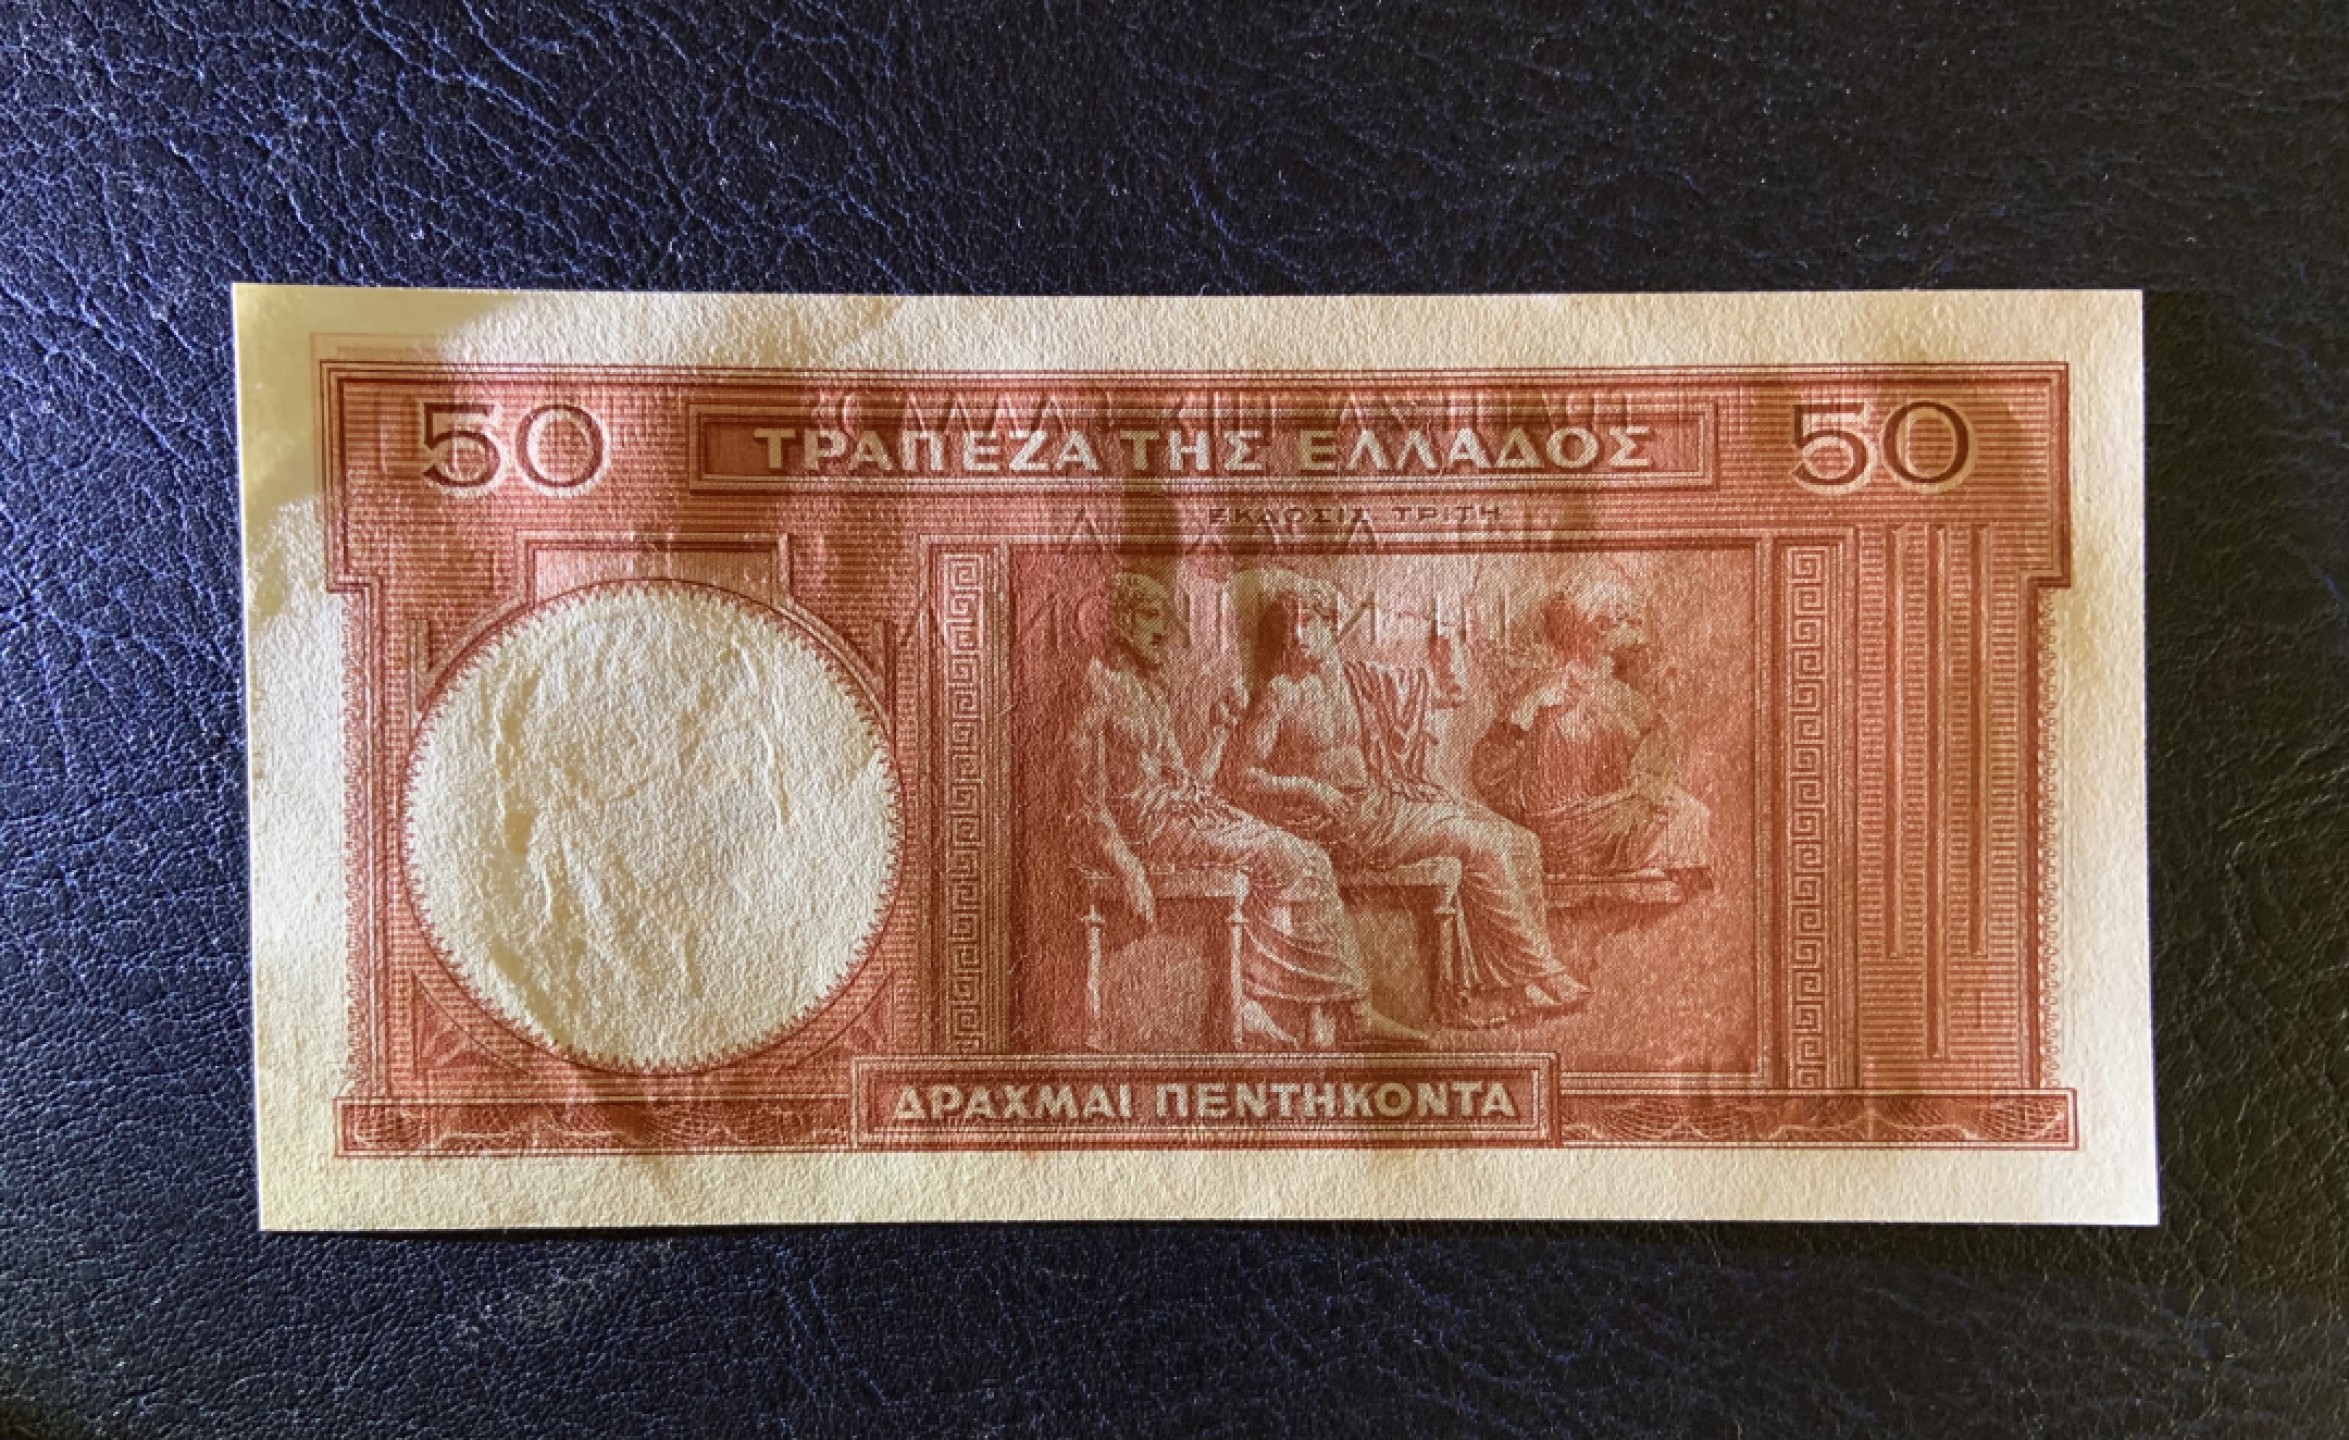 50 ΤΡΑΠΕΖΑ ΤΗΣ ΕΛΛΑΔΟΣ 50
ΕΚΔΟΣΙΣ ΤΡΙΤΗ
ΔΡΑΧΜΑΙ ΠΕΝΤΗΚΟΝΤΑ